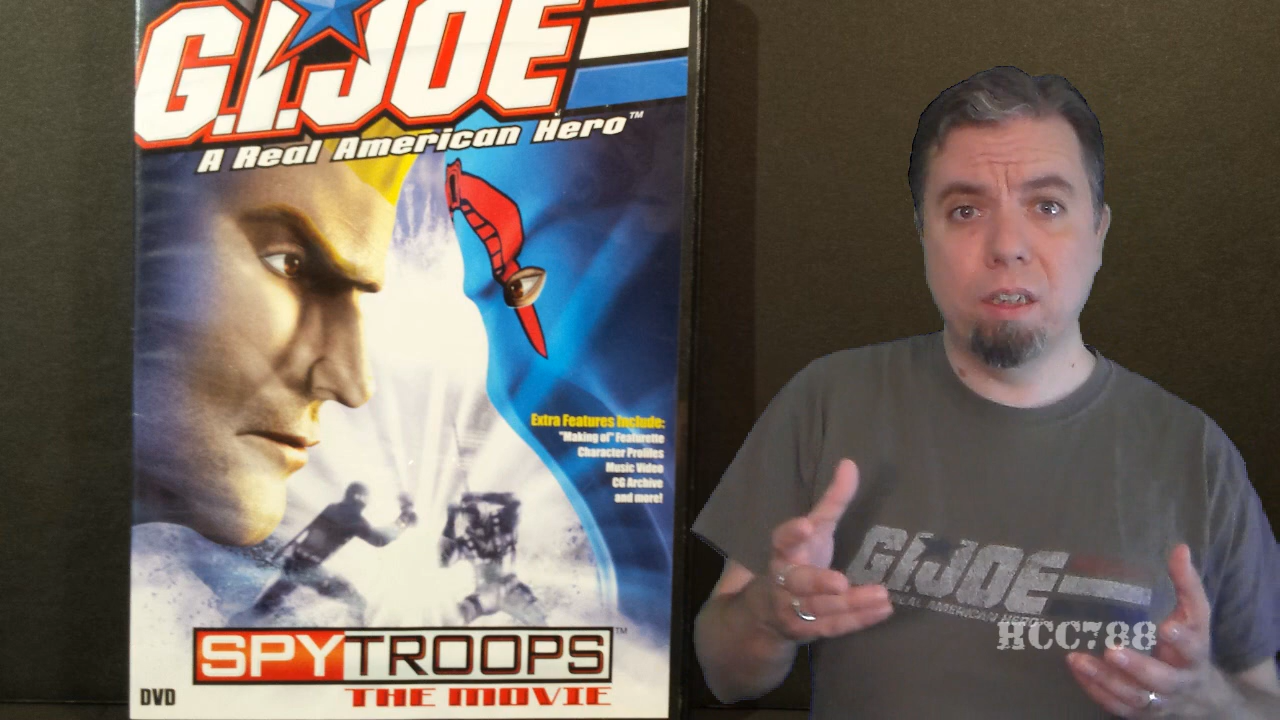 G.I. JOE
A Real American Hero™
Extra Features Include:
"Making of" Featurette
Character Profiles
Music Video
CG Archive
and more!
SPYTROOPS™
THE MOVIE
DVD
GI JOE
REAL AMERICAN HERO
HCC788